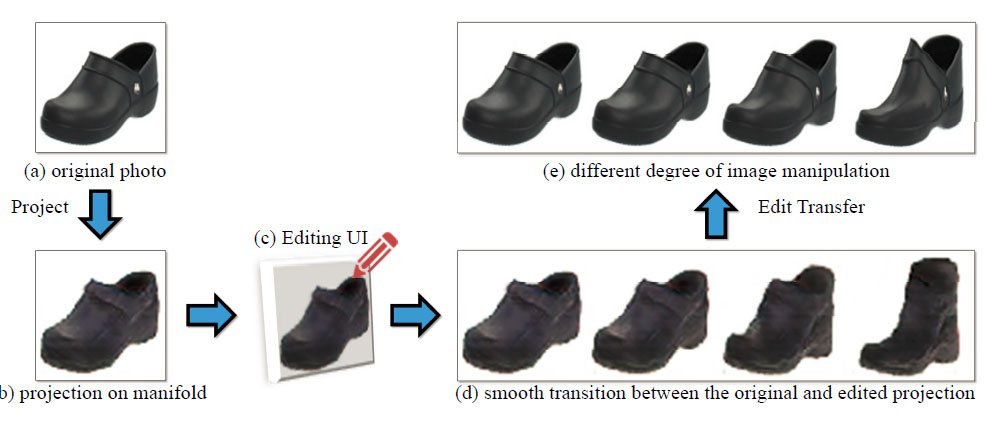 (a) original photo
Project
b) projection on manifold
(c) Editing UI
(d) smooth transition between the original and edited projection
Edit Transfer
(e) different degree of image manipulation